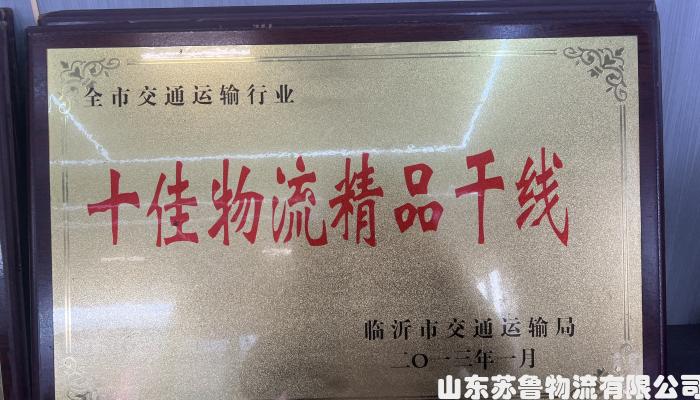 全市交通运输行业
十佳物流精品干线
临沂市交通运输局
二〇一三年一月
山东苏鲁物流有限公司